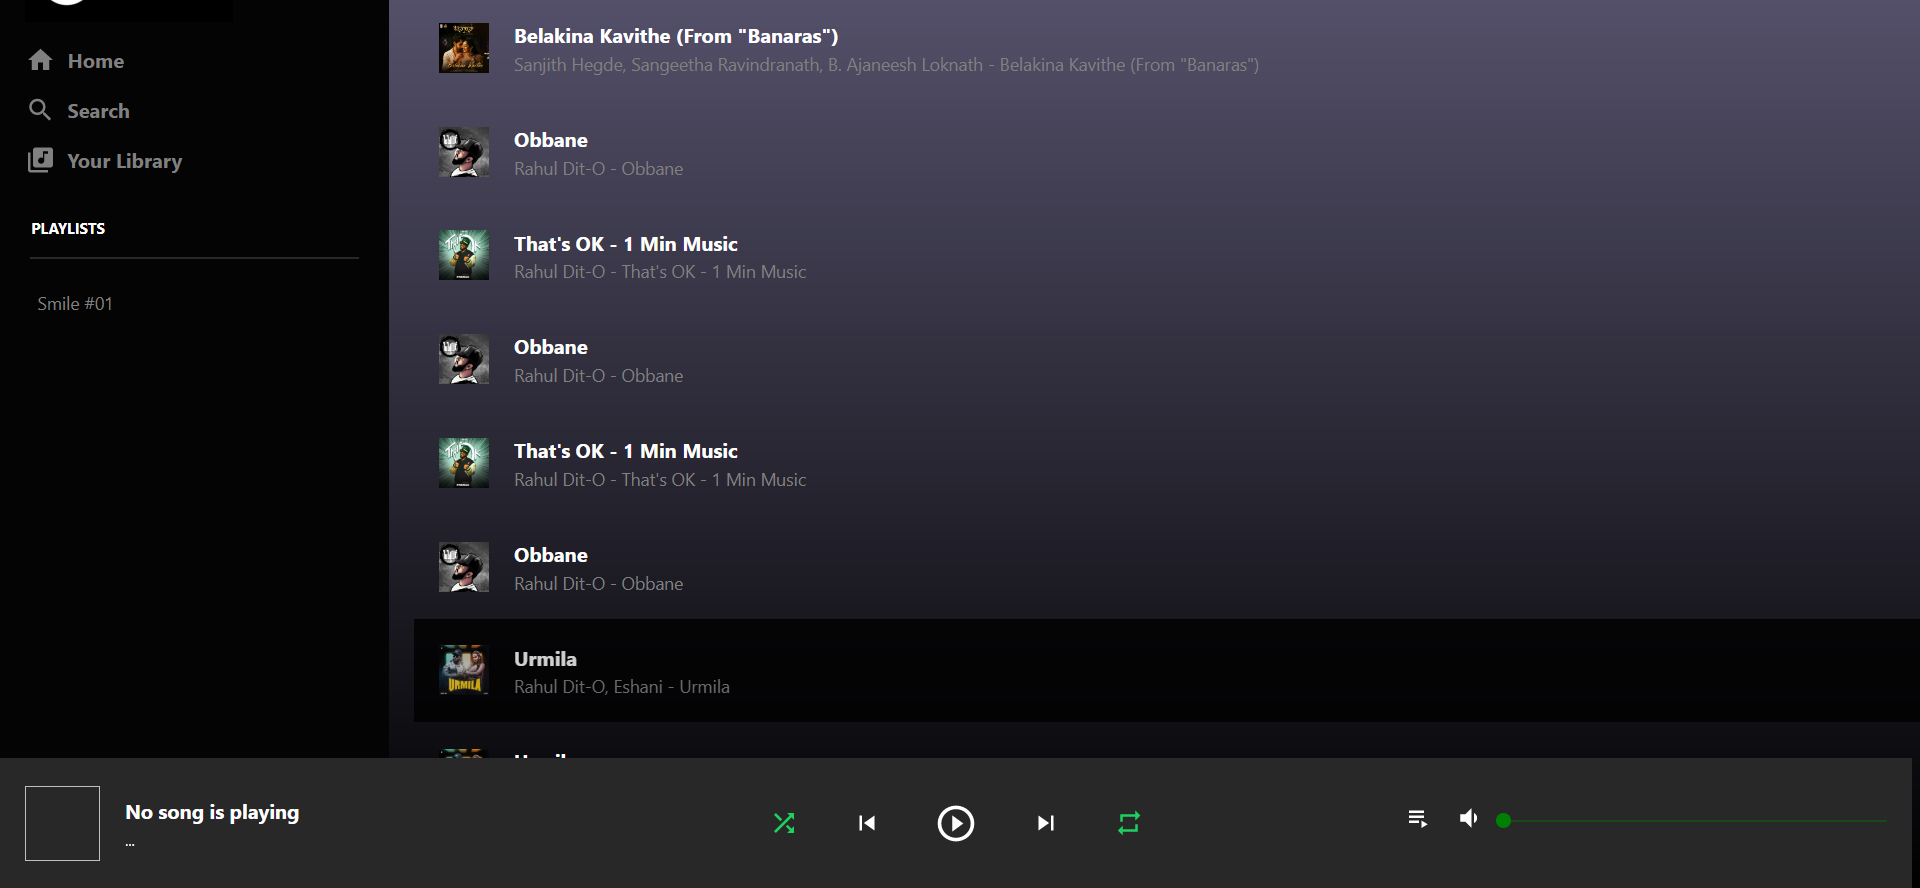 Home
Search
Your Library
PLAYLISTS
Smile #01
Belakina Kavithe (From "Banaras")
Sanjith Hegde, Sangeetha Ravindranath, B. Ajaneesh Loknath - Belakina Kavithe (From "Banaras")
Obbane
Rahul Dit-O - Obbane
That's OK - 1 Min Music
Rahul Dit-O - That's OK - 1 Min Music
Obbane
Rahul Dit-O - Obbane
That's OK - 1 Min Music
Rahul Dit-O - That's OK - 1 Min Music
Obbane
Rahul Dit-O - Obbane
URMILA
Urmila
Rahul Dit-O, Eshani - Urmila
No song is playing
...